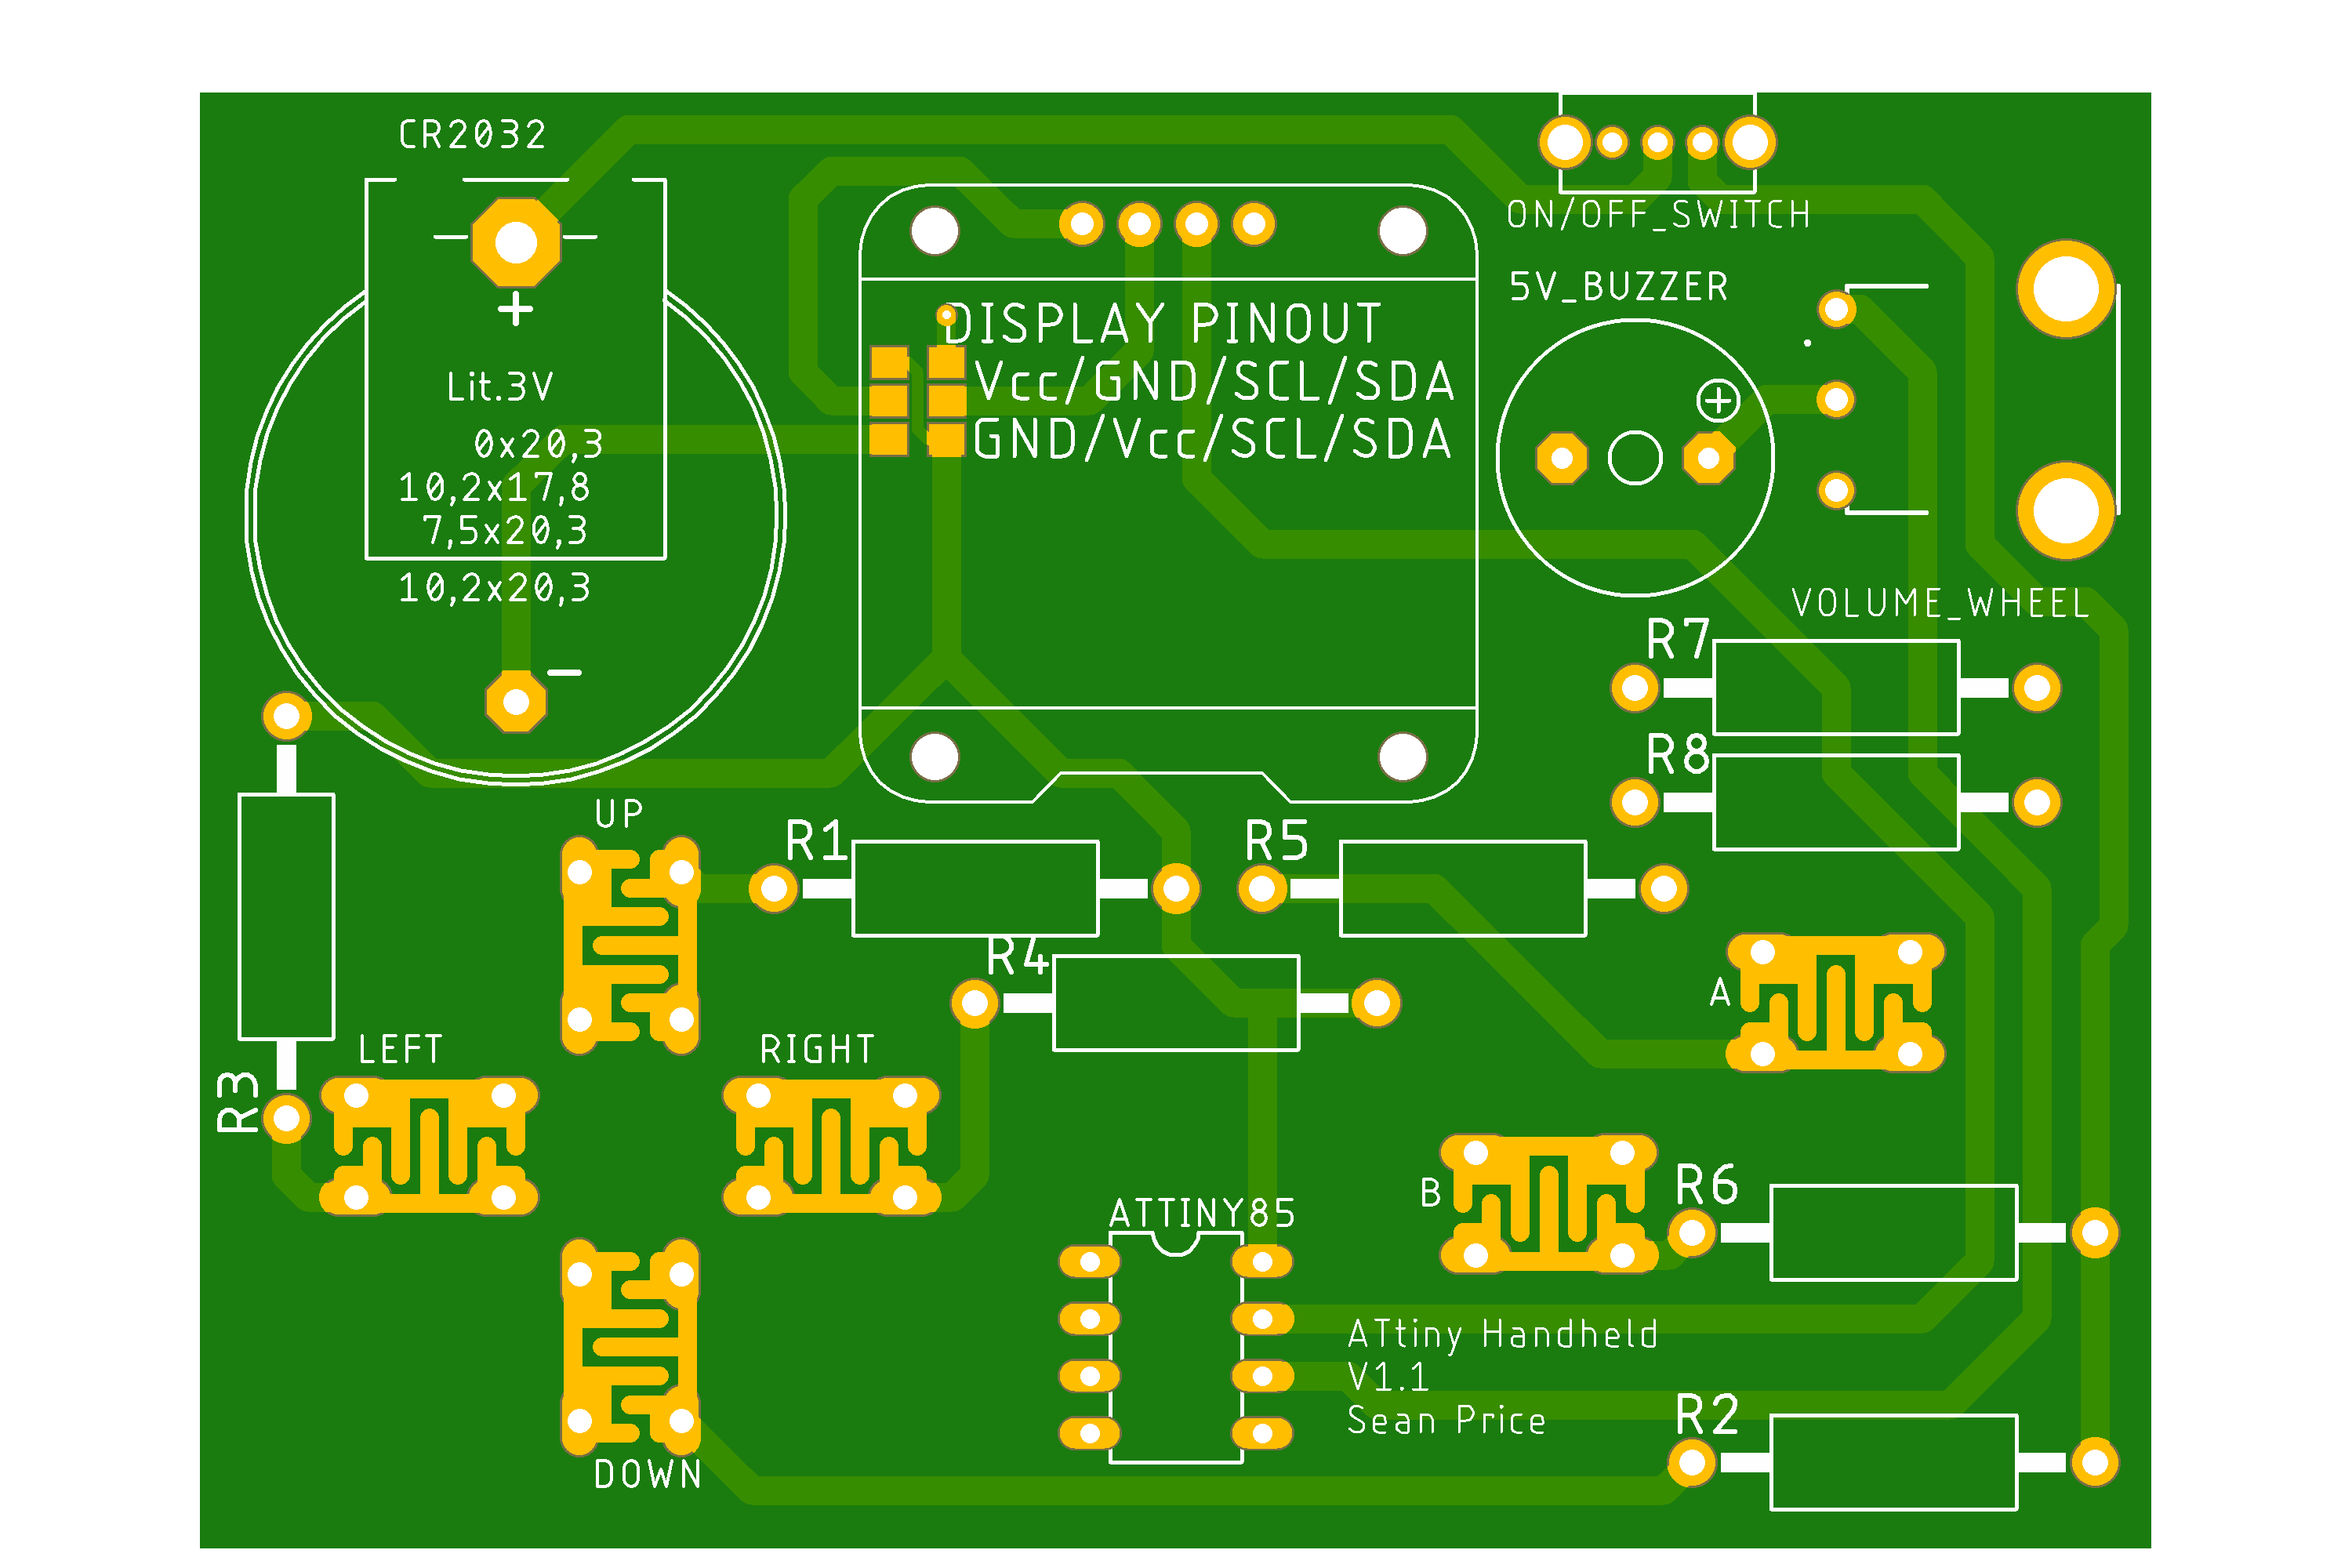 CR2032
+
Lit.3V
0x20,3
10,2x17,8
7,5x20,3
10,2x20,3
ON/OFF_SWITCH
5V_BUZZER
DISPLAY PINOUT
Vcc/GND/SCL/SDA
GND/Vcc/SCL/SDA
VOLUME_WHEEL
R7
R8
UP
R1
R5
R4
A
LEFT
RIGHT
R3
B
R6
ATTINY85
ATtiny Handheld
V1.1
Sean Price
R2
DOWN